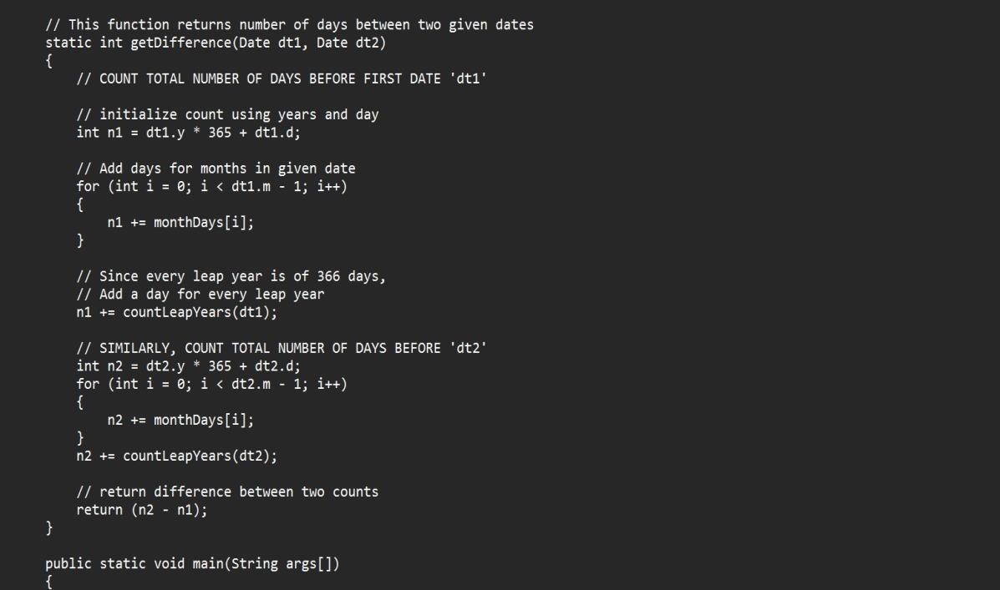 // This function returns number of days between two given dates
static int getDifference(Date dt1, Date dt2)
{
// COUNT TOTAL NUMBER OF DAYS BEFORE FIRST DATE 'dt1'
// initialize count using years and day
int n1 = dt1.y * 365 + dt1.d;
// Add days for months in given date
for (int i = 0; i < dt1.m - 1; i++)
{
n1 += monthDays[i];
}
// Since every leap year is of 366 days,
// Add a day for every leap year
n1 += countLeapYears(dt1);
// SIMILARLY, COUNT TOTAL NUMBER OF DAYS BEFORE 'dt2'
int n2 = dt2.y * 365 + dt2.d;
for (int i = 0; i < dt2.m - 1; i++)
{
n2 += monthDays[i];
}
n2 += countLeapYears(dt2);
// return difference between two counts
return (n2 - n1);
}
public static void main(String args[])
{